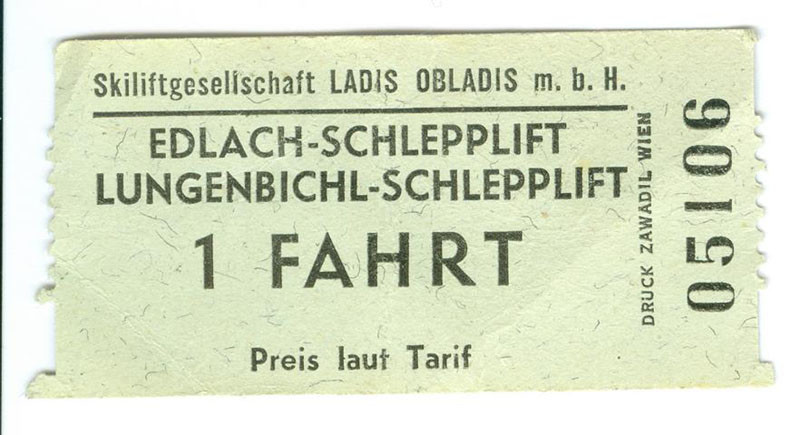 Skiliftgesellschaft LADIS OBLADIS m. b. H.
EDLACH-SCHLEPPLIFT
LUNGENBICHL-SCHLEPPLIFT
1 FAHRT
Preis laut Tarif
DRUCK ZAWADIL WIEN
05106